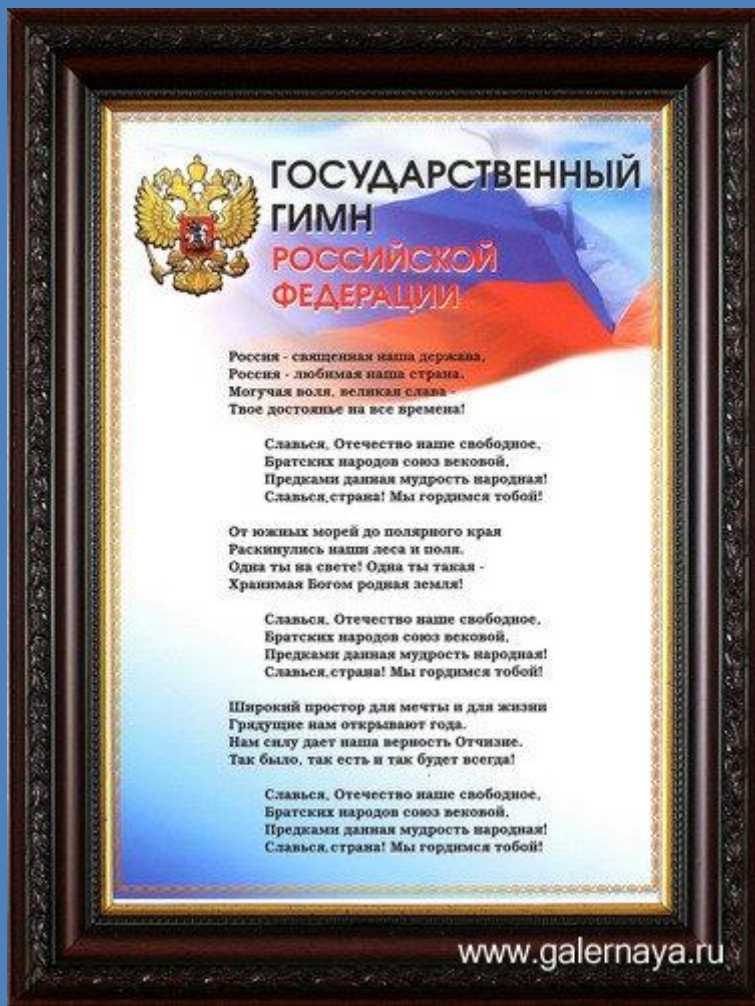 ГОСУДАРСТВЕННЫЙ
ГИМН
РОССИЙСКОЙ
ФЕДЕРАЦИИ
Россия - священная наша держава,
Россия - любимая наша страна.
Могучая воля, великая слава -
Твое достоянье на все времена!
Славься, Отечество наше свободное,
Братских народов союз вековой,
Предками данная мудрость народная!
Славься,страна! Мы гордимся тобой!
От южных морей до полярного края
Раскинулись наши леса и поля.
Одна ты на свете! Одна ты такая -
Хранимая Богом родная земля!
Славься, Отечество наше свободное,
Братских народов союз вековой,
Предками данная мудрость народная!
Славься,страна! Мы гордимся тобой!
Широкий простор для мечты и для жизни
Грядущие нам открывают года.
Нам силу дает наша верность Отчизне.
Так было, так есть и так будет всегда!
Славься, Отечество наше свободное,
Братских народов союз вековой,
Предками данная мудрость народная!
Славься,страна! Мы гордимся тобой!
www.galernaya.ru